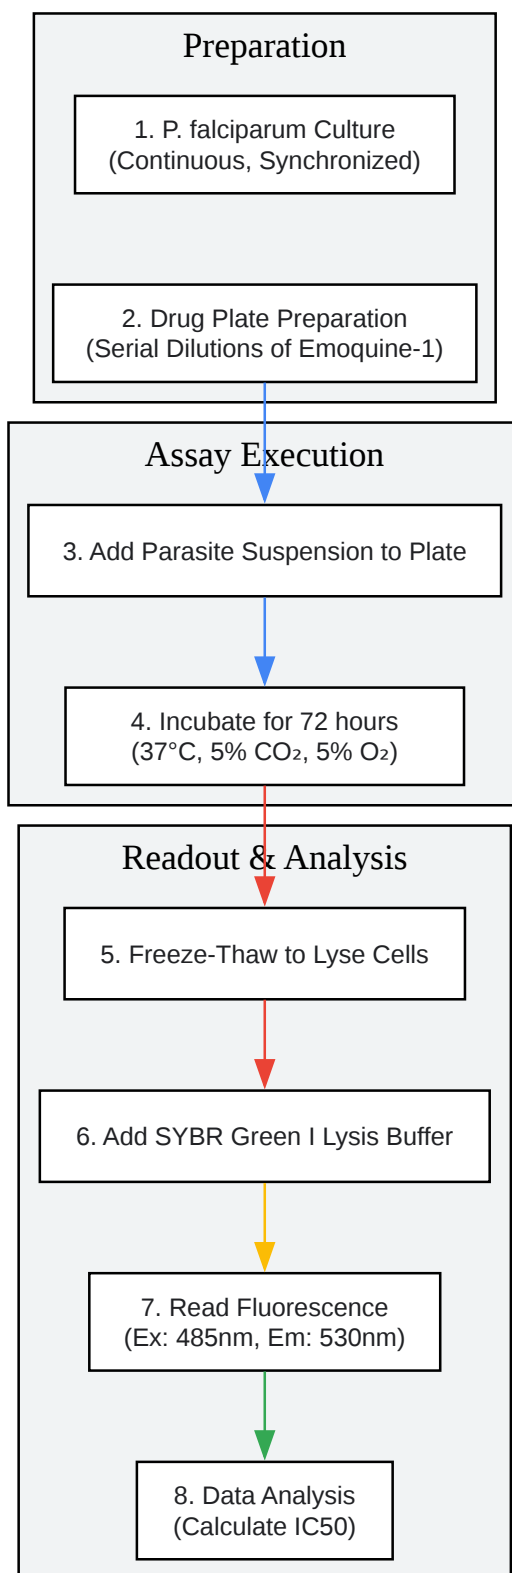 Preparation
1. P. falciparum Culture
(Continuous, Synchronized)
2. Drug Plate Preparation
(Serial Dilutions of Emoquine-1)
Assay Execution
3. Add Parasite Suspension to Plate
4. Incubate for 72 hours
(37°C, 5% CO₂, 5% O₂)
Readout & Analysis
5. Freeze-Thaw to Lyse Cells
6. Add SYBR Green I Lysis Buffer
7. Read Fluorescence
(Ex: 485nm, Em: 530nm)
8. Data Analysis
(Calculate IC50)